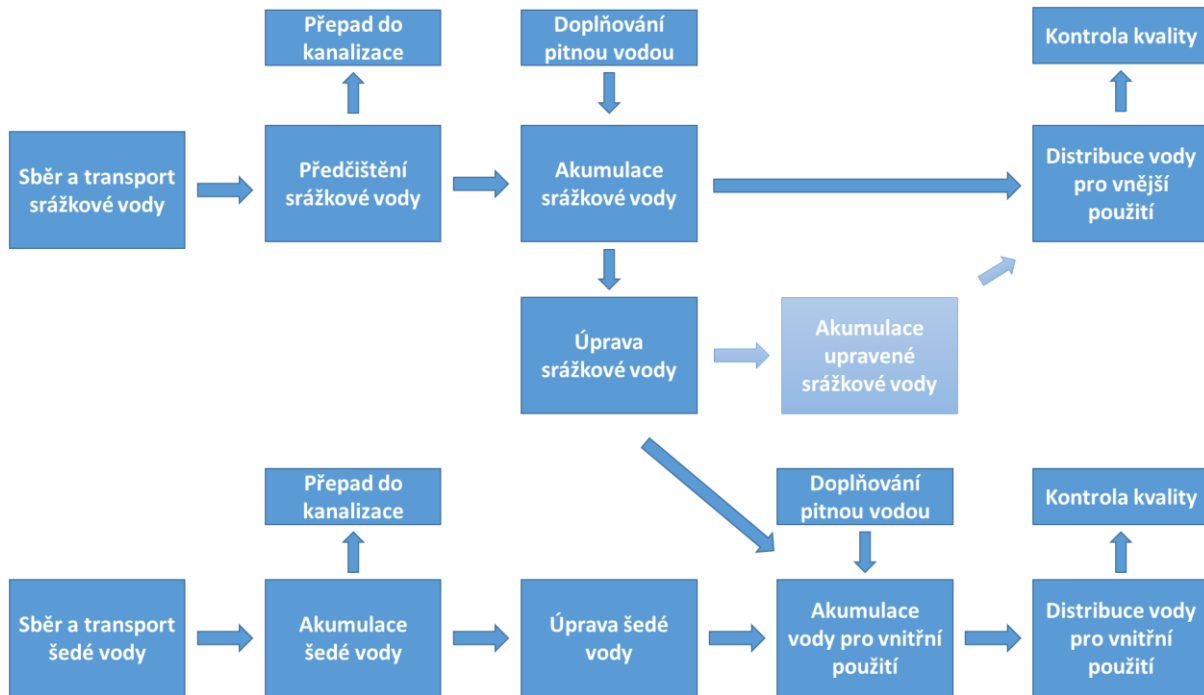 Přepad do
kanalizace
Doplňování
pitnou vodou
Kontrola kvality
Sběr a transport
srážkové vody
Předčištění
srážkové vody
Akumulace
srážkové vody
Distribuce vody
pro vnější
použití
Úprava
srážkové vody
Akumulace
upravené
srážkové vody
Přepad do
kanalizace
Doplňování
pitnou vodou
Kontrola kvality
Sběr a transport
šedé vody
Akumulace
šedé vody
Úprava šedé
vody
Akumulace
vody pro vnitřní
použití
Distribuce vody
pro vnitřní
použití